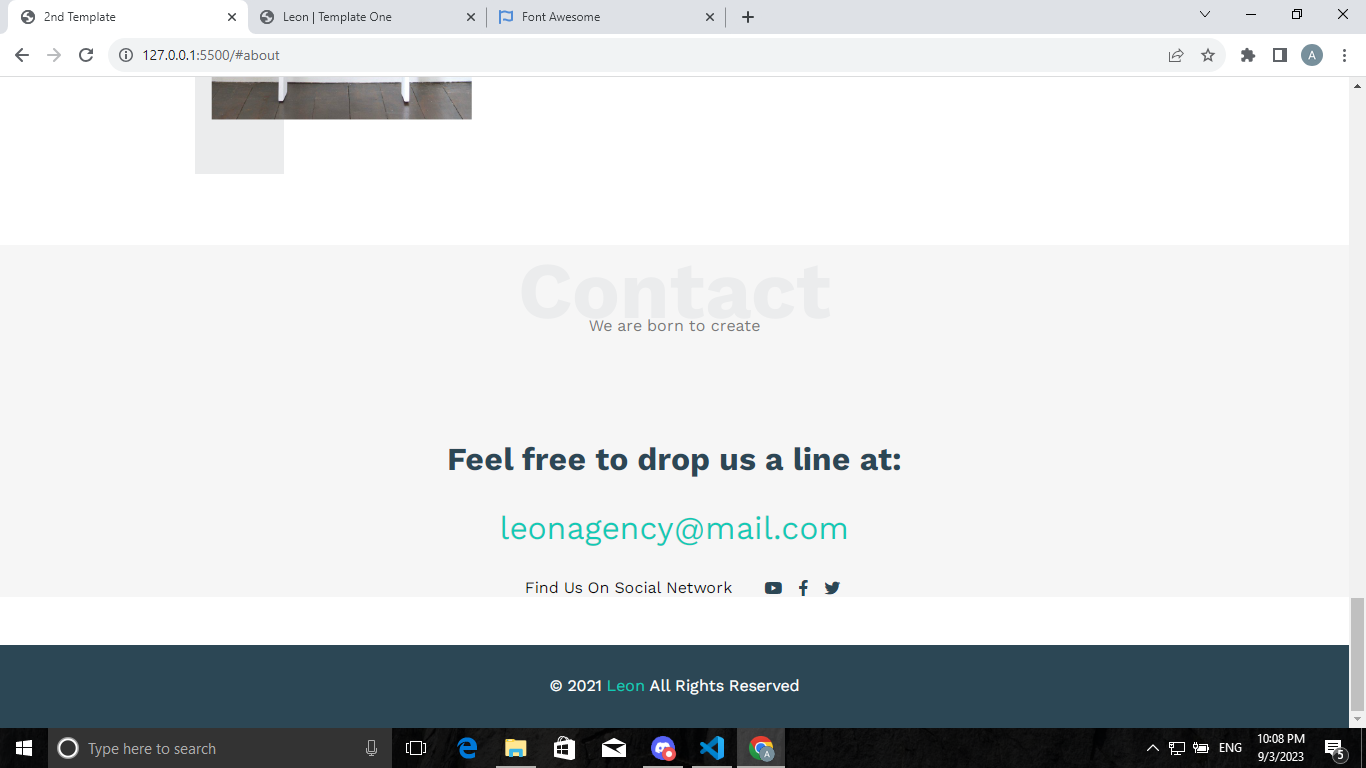 2nd Template
Leon | Template One
Font Awesome
127.0.0.1:5500/#about
A
Contact
We are born to create
Feel free to drop us a line at:
leonagency@mail.com
Find Us On Social Network
© 2021 Leon All Rights Reserved
Type here to search
A
ENG
10:08 PM
9/3/2023
5